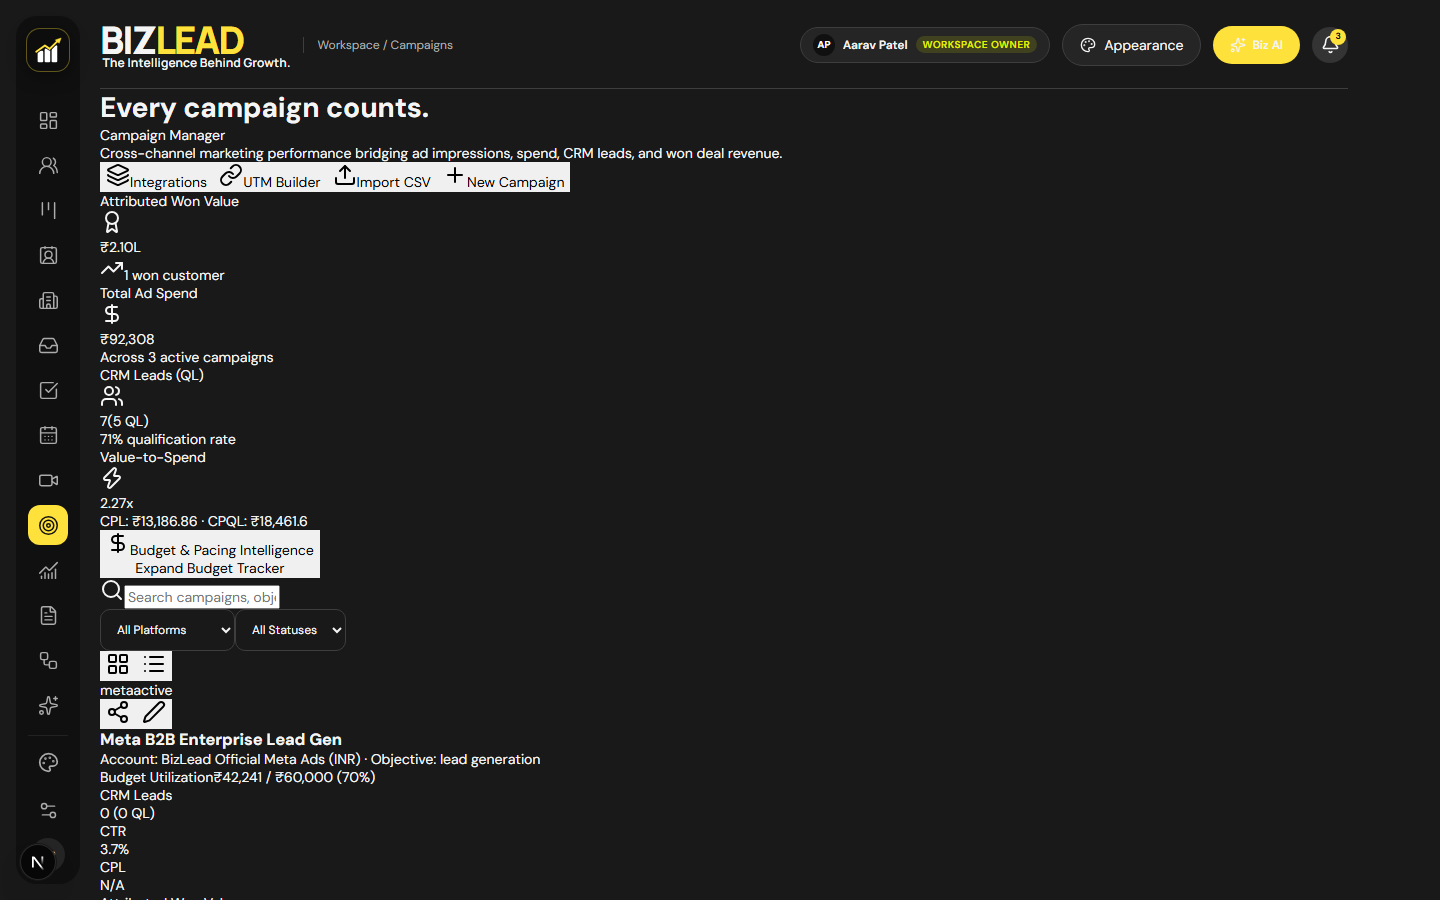 BIZLEAD
The Intelligence Behind Growth.
Workspace / Campaigns
AP Aarav Patel WORKSPACE OWNER
Appearance
Biz AI
3
Every campaign counts.
Campaign Manager
Cross-channel marketing performance bridging ad impressions, spend, CRM leads, and won deal revenue.
Integrations UTM Builder Import CSV New Campaign
Attributed Won Value
₹2.10L
1 won customer
Total Ad Spend
₹92,308
Across 3 active campaigns
CRM Leads (QL)
7(5 QL)
71% qualification rate
Value-to-Spend
2.27x
CPL: ₹13,186.86 · CPQL: ₹18,461.6
Budget & Pacing Intelligence
Expand Budget Tracker
Search campaigns, obj
All Platforms All Statuses
metaactive
Meta B2B Enterprise Lead Gen
Account: BizLead Official Meta Ads (INR) · Objective: lead generation
Budget Utilization₹42,241 / ₹60,000 (70%)
CRM Leads
0 (0 QL)
CTR
3.7%
CPL
N/A
N